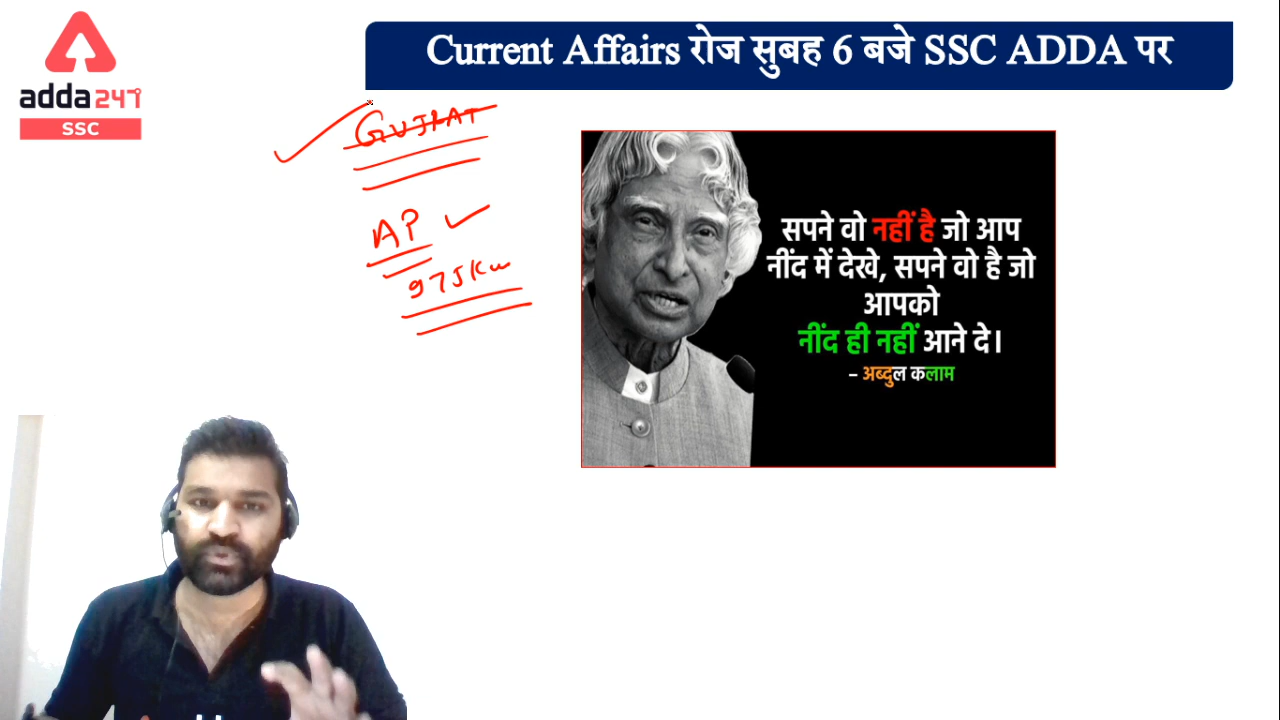 Current Affairs रोज सुबह 6 बजे SSC ADDA पर
adda247
SSC
GUJRAT
AP
975Km
सपने वो नहीं है जो आप
नींद में देखे, सपने वो है जो
आपको
नींद ही नहीं आने दे।
– अब्दुल कलाम